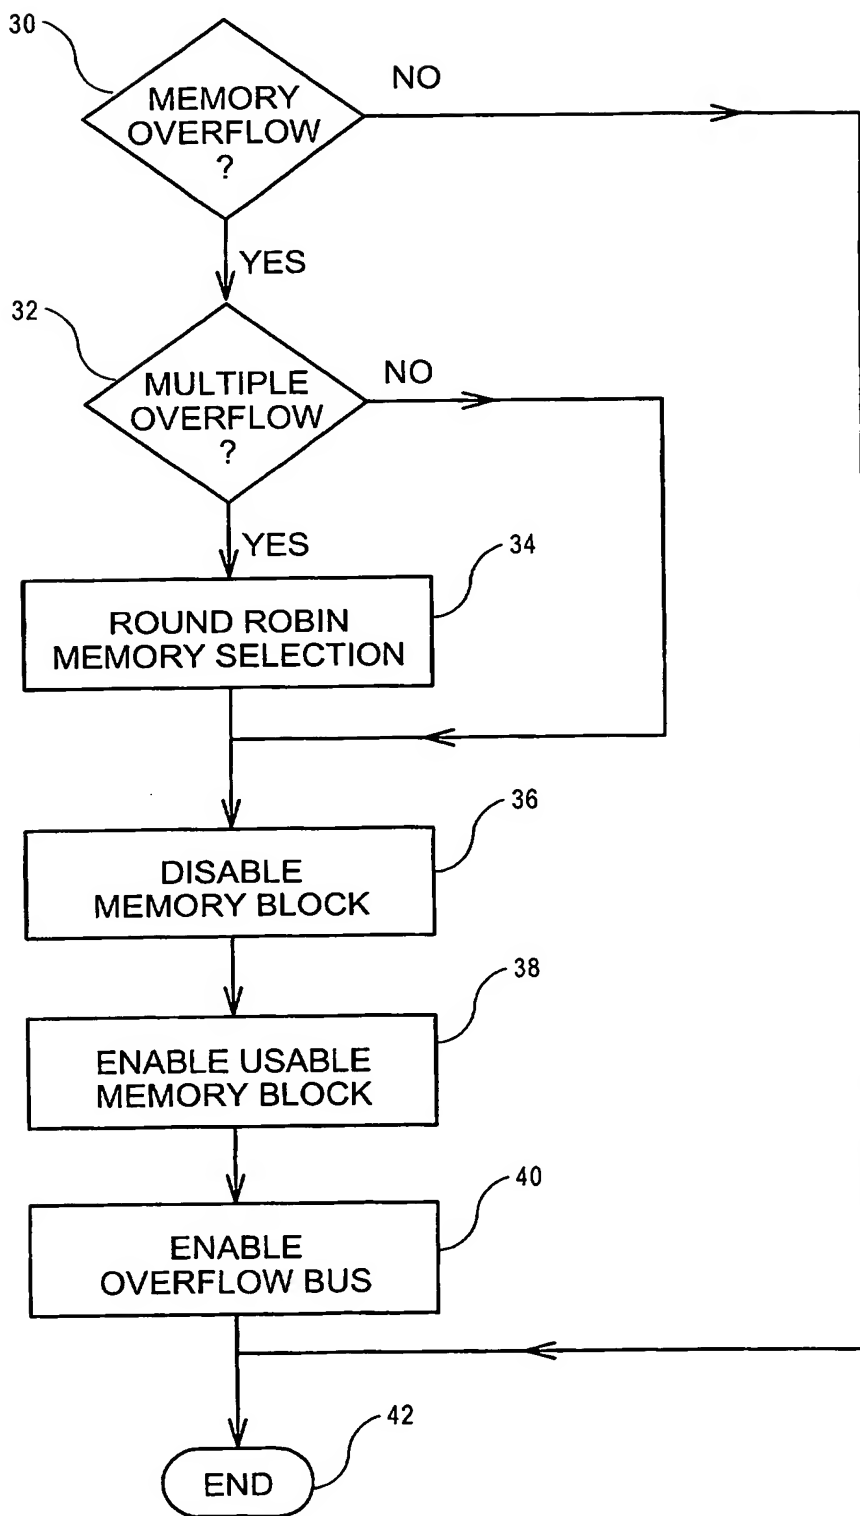 30
MEMORY
OVERFLOW
?
NO
YES
32
MULTIPLE
OVERFLOW
?
NO
YES
34
ROUND ROBIN
MEMORY SELECTION
36
DISABLE
MEMORY BLOCK
38
ENABLE USABLE
MEMORY BLOCK
40
ENABLE
OVERFLOW BUS
42
END